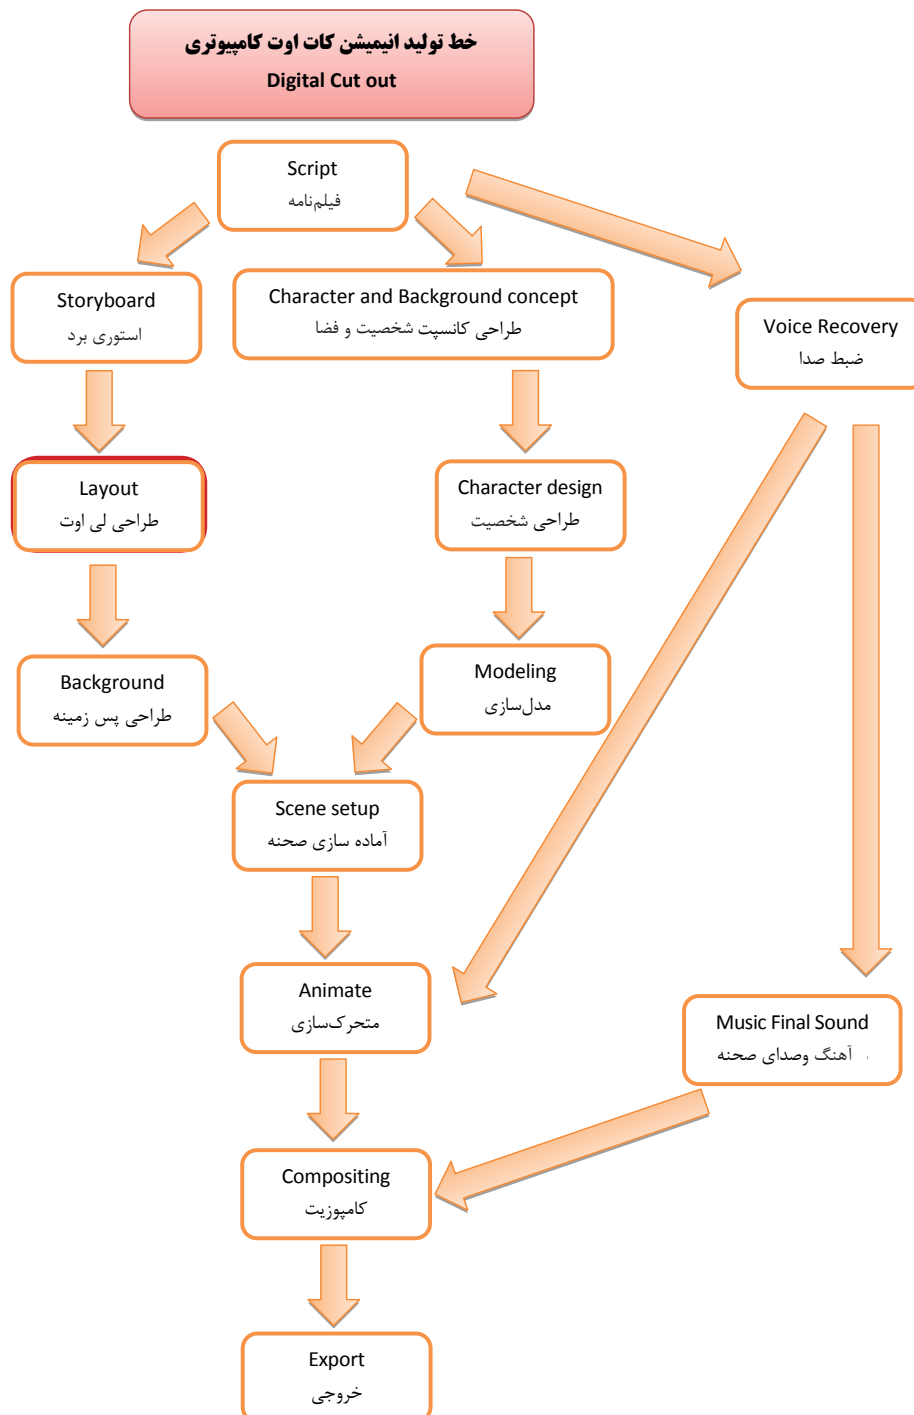 خط تولید انیمیشن کات اوت کامپیوتری
Digital Cut out
Script
فیلم‌نامه
Storyboard
استوری برد
Character and Background concept
طراحی کانسپت شخصیت و فضا
Voice Recovery
ضبط صدا
Layout
طراحی لی اوت
Character design
طراحی شخصیت
Background
طراحی پس زمینه
Modeling
مدل‌سازی
Scene setup
آماده سازی صحنه
Animate
متحرک‌سازی
Music Final Sound
آهنگ وصدای صحنه
Compositing
کامپوزیت
Export
خروجی